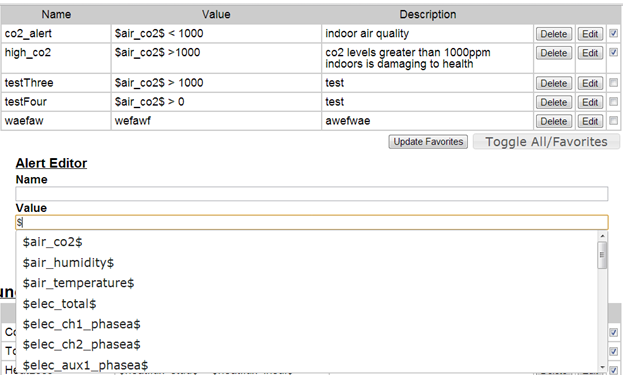 Name Value Description
co2_alert $air_co2$ < 1000 indoor air quality Delete Edit
high_co2 $air_co2$ >1000 co2 levels greater than 1000ppm Delete Edit
indoors is damaging to health
testThree $air_co2$ > 1000 test Delete Edit
testFour $air_co2$ > 0 test Delete Edit
waefaw wefawf awefwae Delete Edit
Update Favorites Toggle All/Favorites
Alert Editor
Name
Value
$
$air_co2$
$air_humidity$
$air_temperature$
$elec_total$
$elec_ch1_phasea$
$elec_ch2_phasea$
$elec_aux1_phasea$